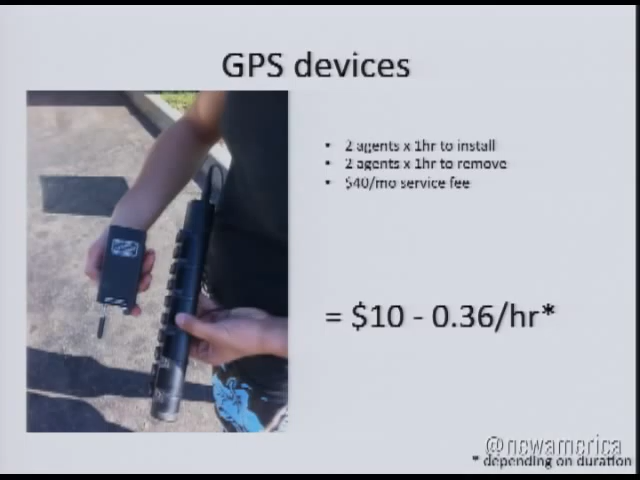 GPS devices
• 2 agents x 1hr to install
• 2 agents x 1hr to remove
• $40/mo service fee
= $10 - 0.36/hr*
@newamerica
* depending on duration